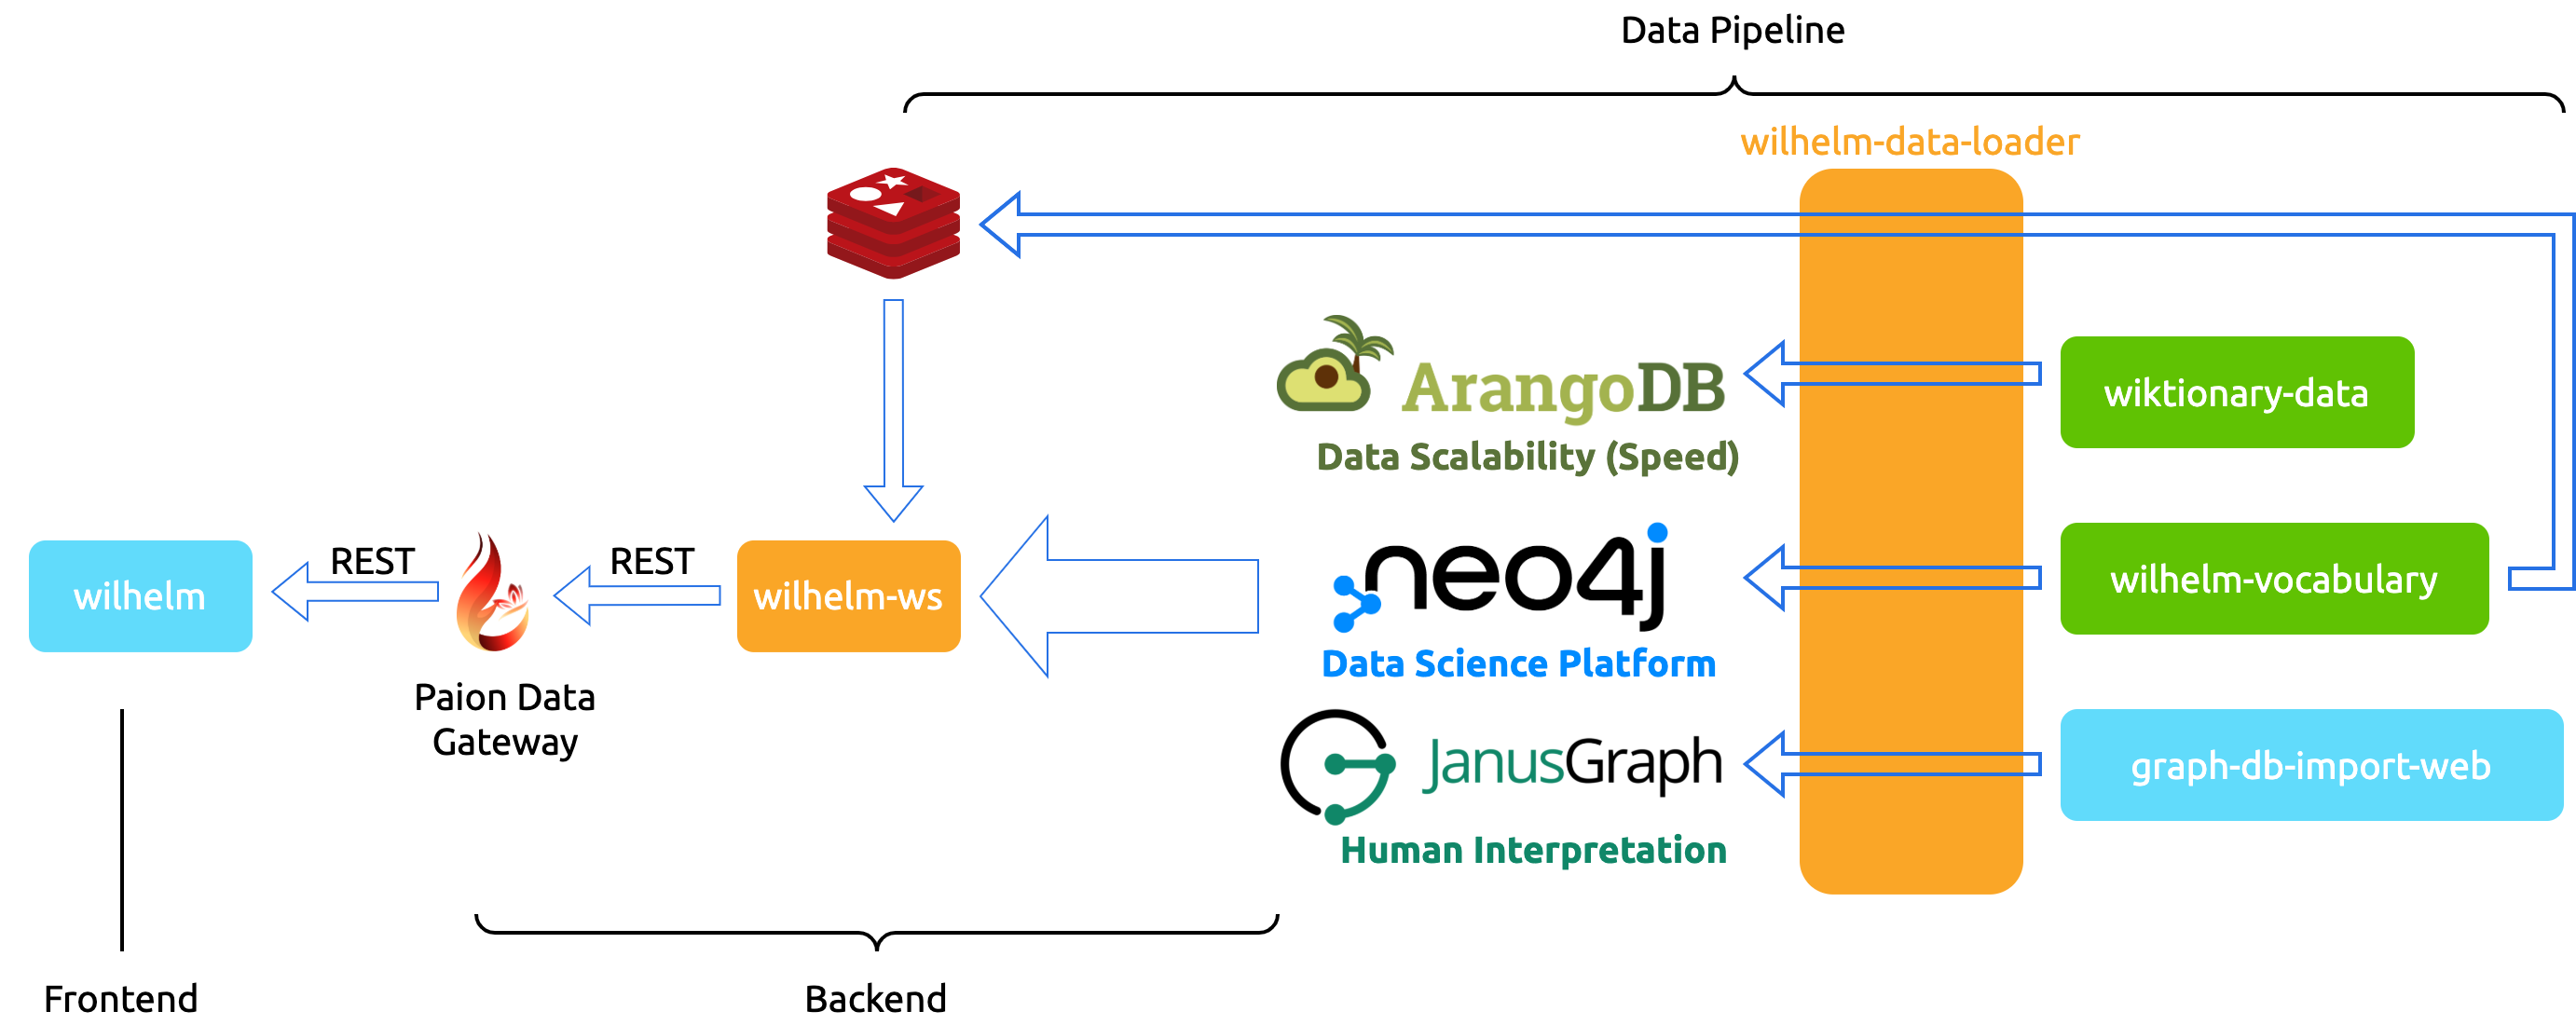 Data Pipeline
wilhelm-data-loader
ArangoDB
Data Scalability (Speed)
wiktionary-data
REST
REST
wilhelm
wilhelm-ws
neo4j
wilhelm-vocabulary
Data Science Platform
Paion Data
Gateway
JanusGraph
graph-db-import-web
Human Interpretation
Frontend
Backend